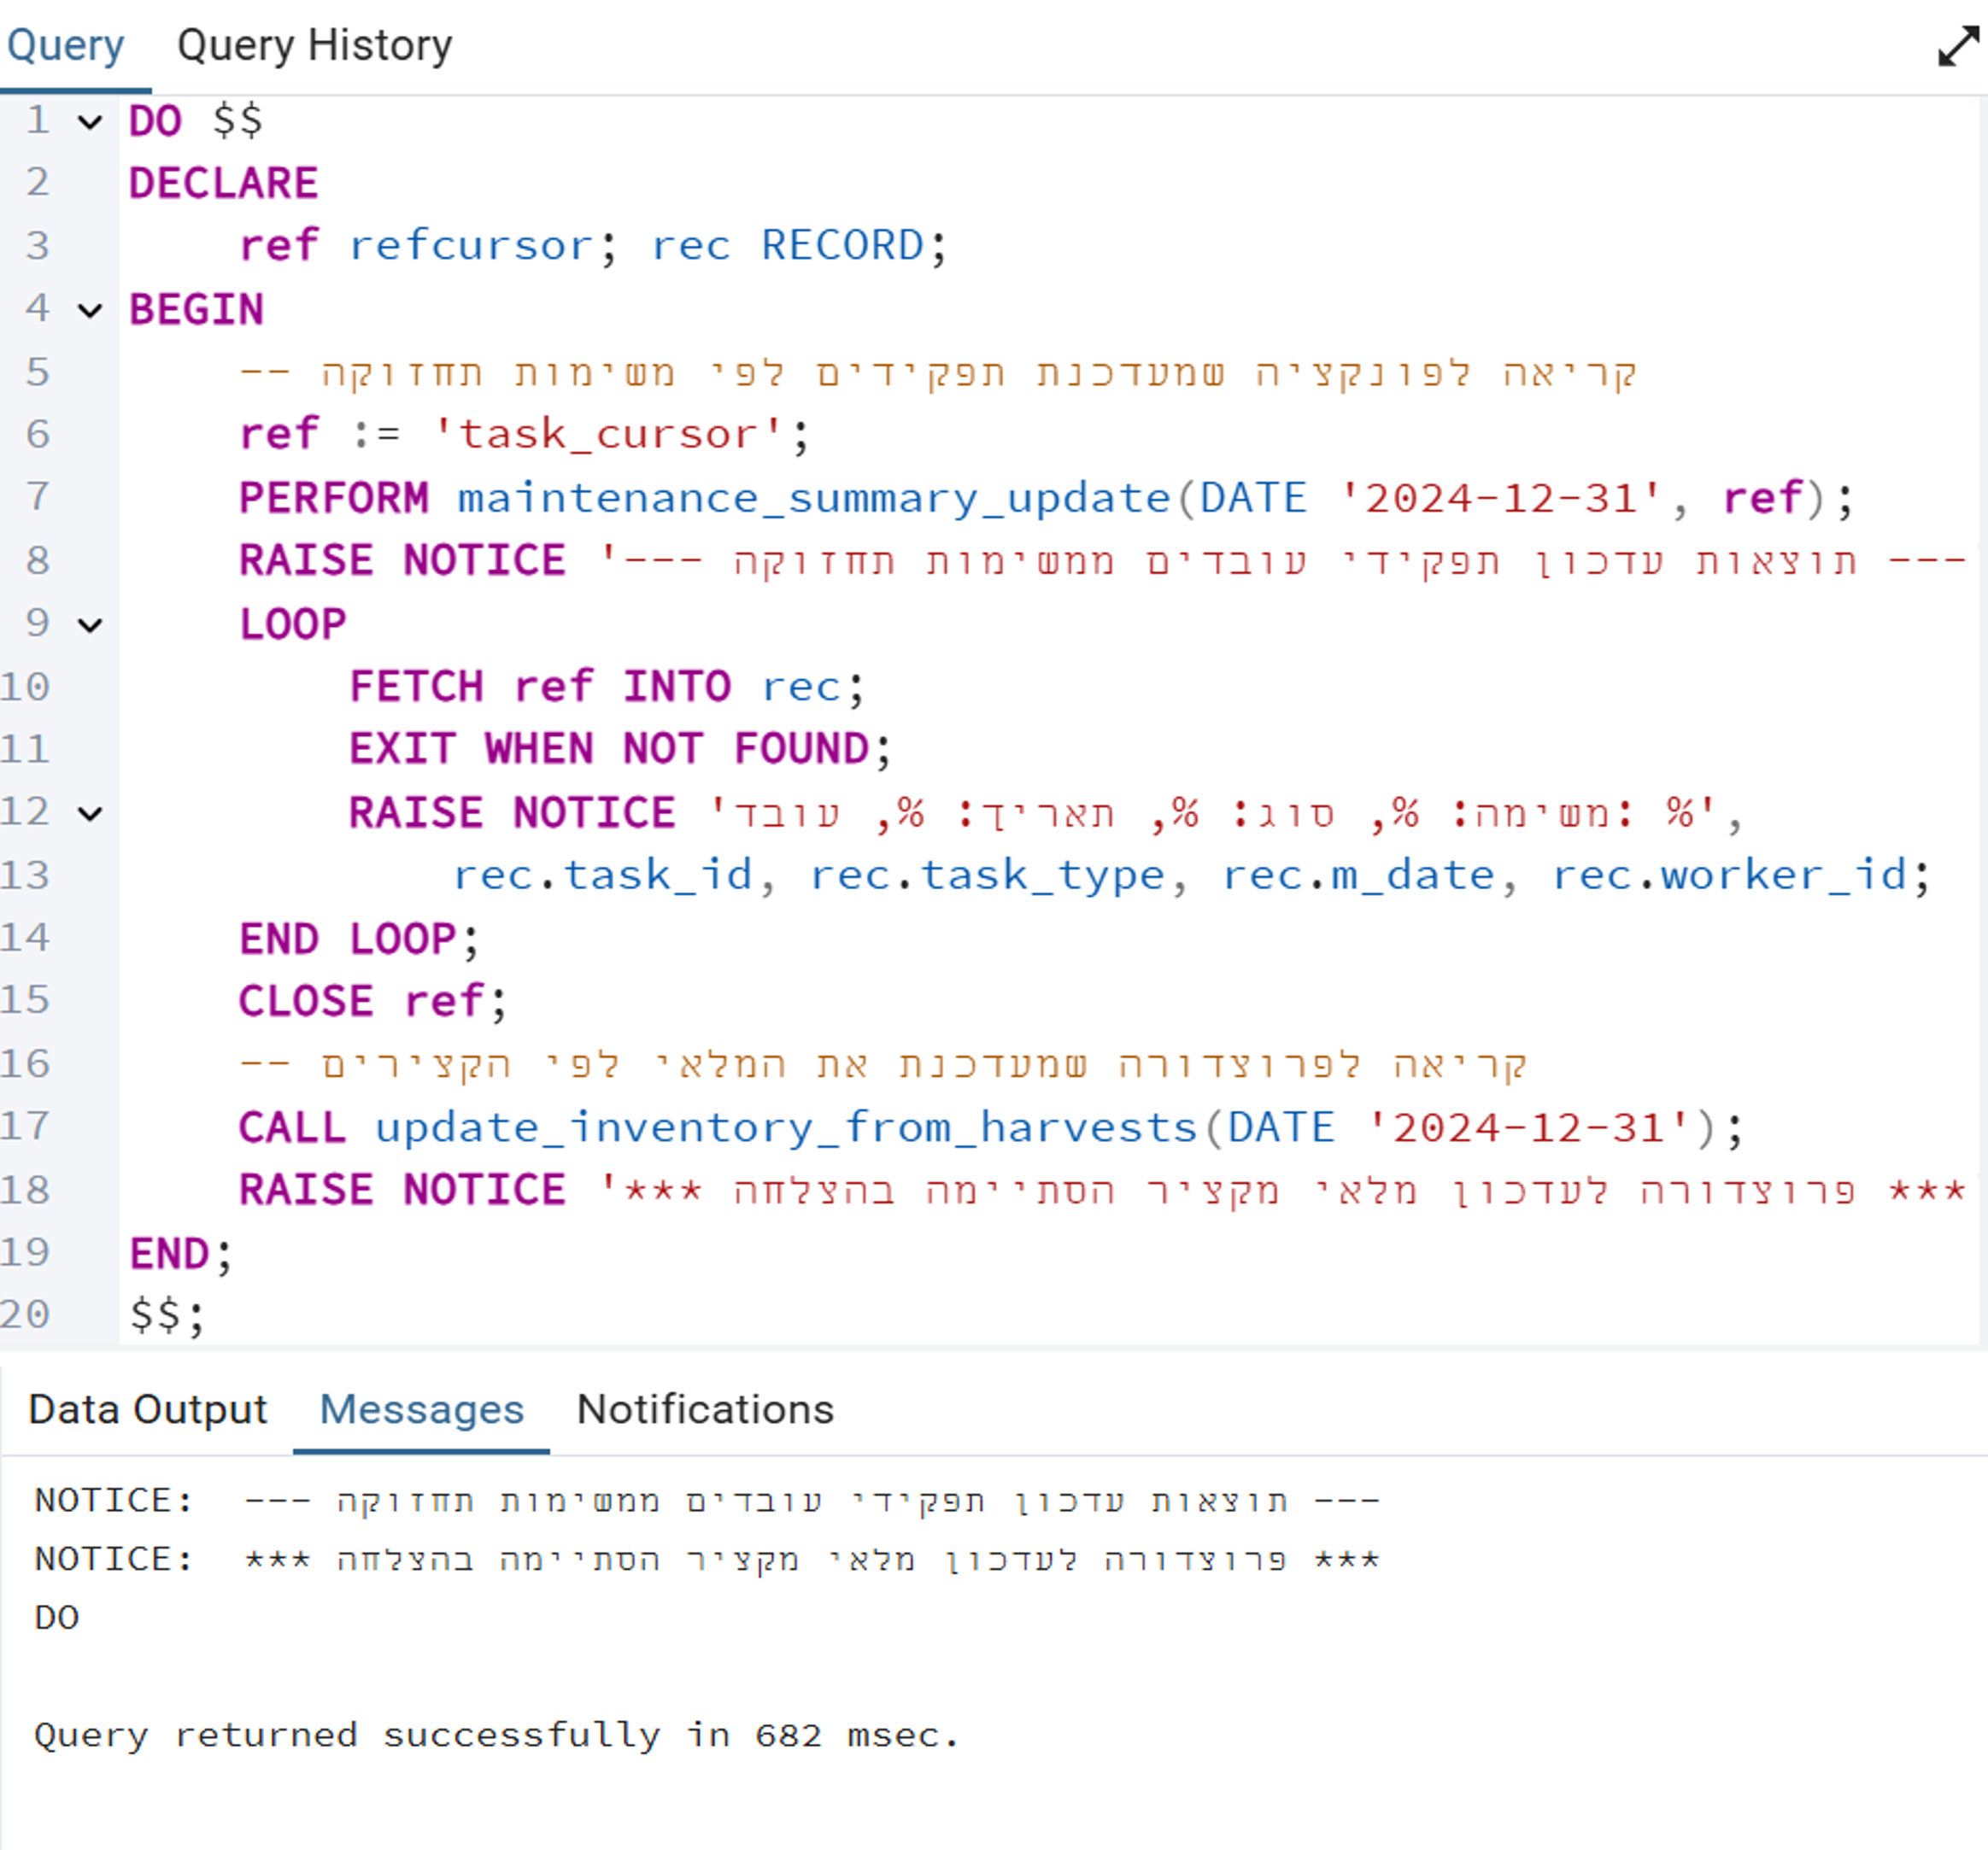 Query Query History
1 DO $$
2 DECLARE
3 ref refcursor; rec RECORD;
4 BEGIN
5 -- קריאה לפונקציה שמעדכנת תפקידים לפי משימות תחזוקה
6 ref := 'task_cursor';
7 PERFORM maintenance_summary_update(DATE '2024-12-31', ref);
8 RAISE NOTICE '--- תוצאות עדכון תפקידי עובדים ממשימות תחזוקה ---
9 LOOP
10 FETCH ref INTO rec;
11 EXIT WHEN NOT FOUND;
12 RAISE NOTICE 'משימה: %, סוג: %, תאריך: %, עובד: %',
13 rec.task_id, rec.task_type, rec.m_date, rec.worker_id;
14 END LOOP;
15 CLOSE ref;
16 -- קריאה לפרוצדורה שמעדכנת את המלאי לפי הקצירים
17 CALL update_inventory_from_harvests(DATE '2024-12-31');
18 RAISE NOTICE '*** פרוצדורה לעדכון מלאי מקציר הסתיימה בהצלחה ***
19 END;
20 $$;
Data Output Messages Notifications
NOTICE: --- תוצאות עדכון תפקידי עובדים ממשימות תחזוקה ---
NOTICE: *** פרוצדורה לעדכון מלאי מקציר הסתיימה בהצלחה ***
DO
Query returned successfully in 682 msec.